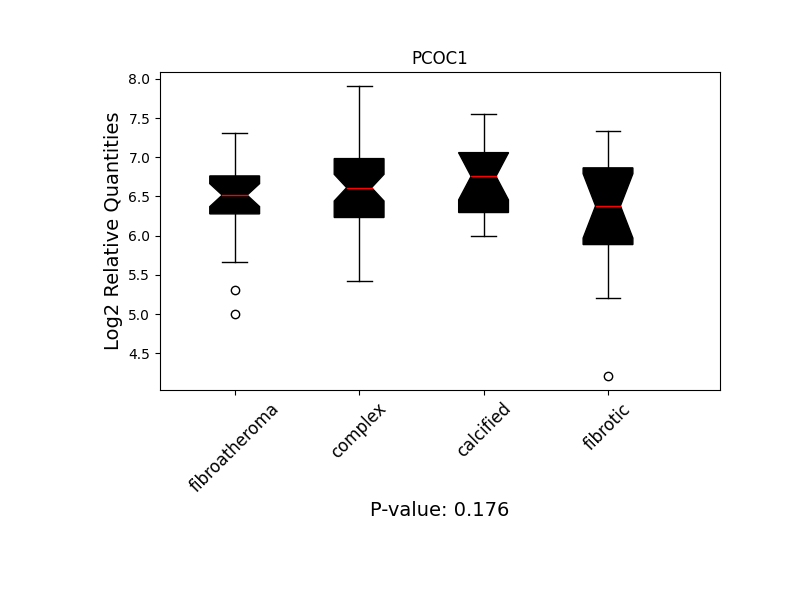 PCOC1
Log2 Relative Quantities
8.0
7.5
7.0
6.5
6.0
5.5
5.0
4.5
fibroatheroma
complex
calcified
fibrotic
P-value: 0.176